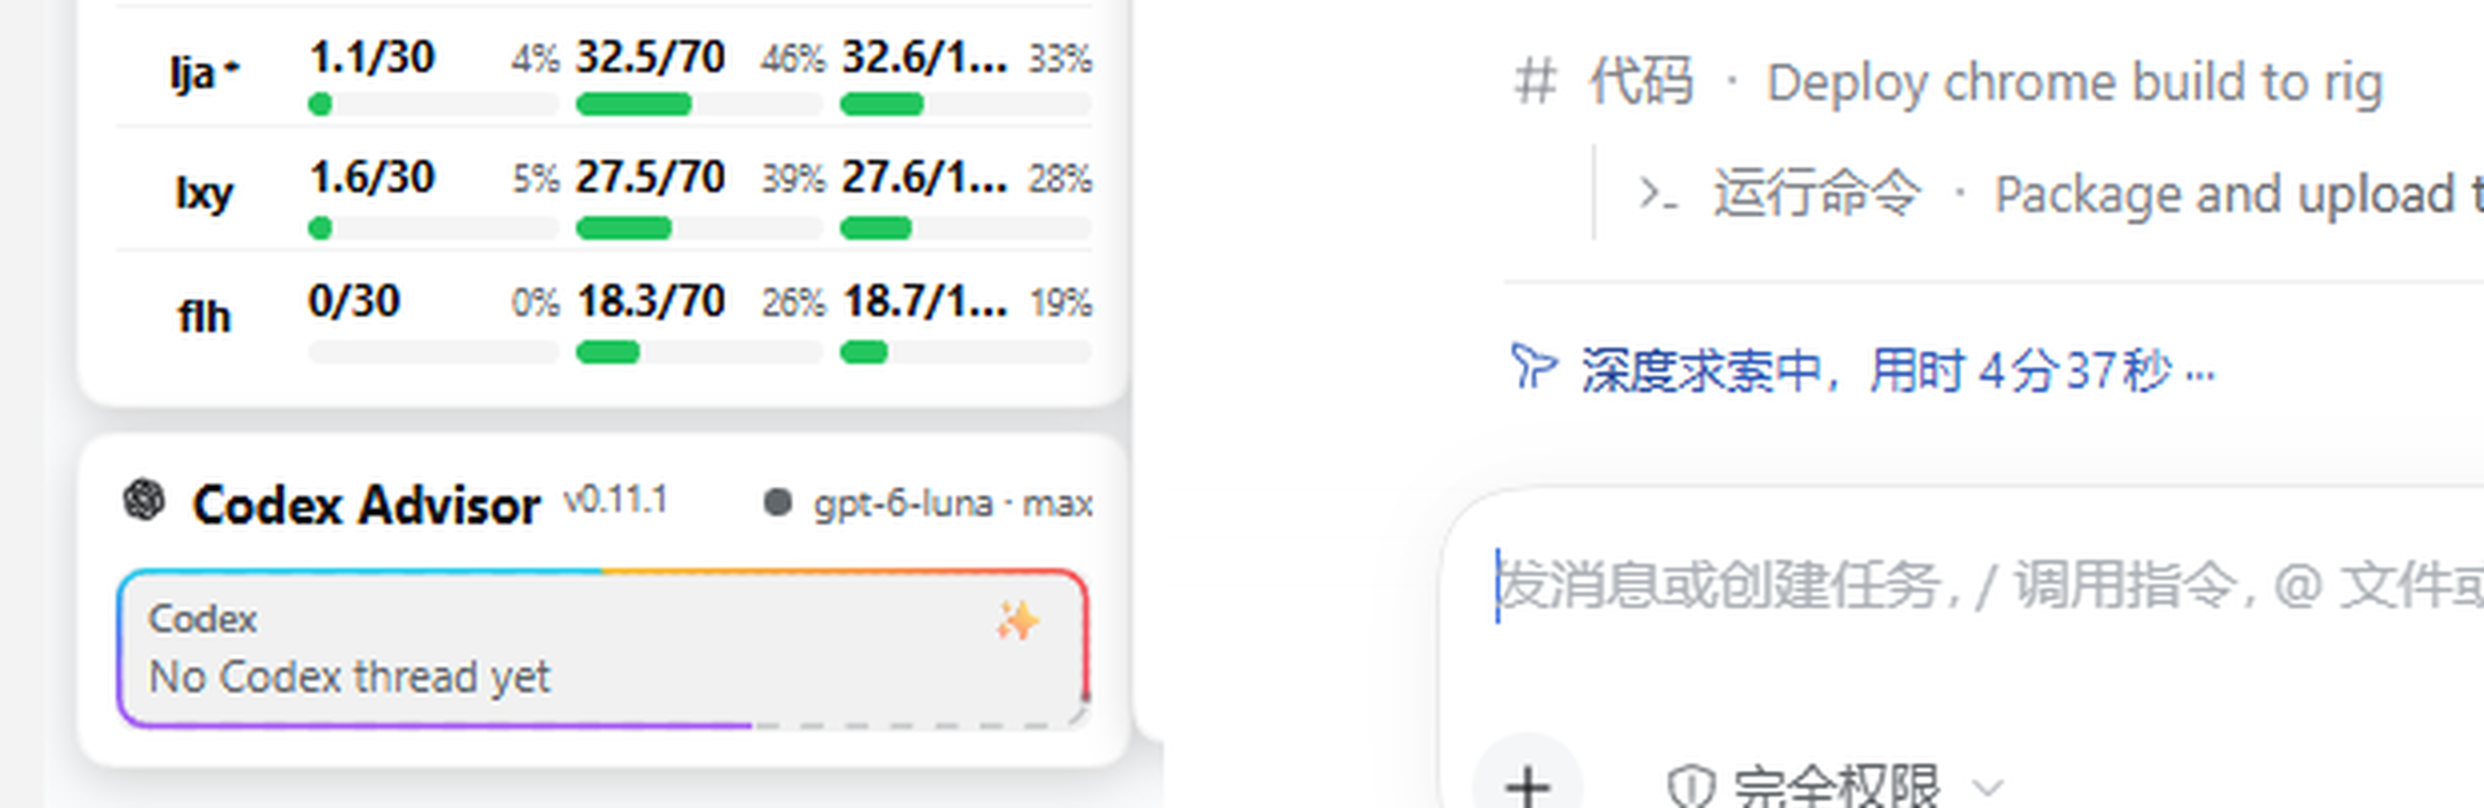 lja *
1.1/30 4% 32.5/70 46% 32.6/1... 33%
lxy
1.6/30 5% 27.5/70 39% 27.6/1... 28%
flh
0/30 0% 18.3/70 26% 18.7/1... 19%
Codex Advisor v0.11.1 gpt-6-luna · max
Codex
No Codex thread yet
# 代码 · Deploy chrome build to rig
>_ 运行命令 · Package and upload t
深度求索中，用时 4分37秒 ...
发消息或创建任务, / 调用指令, @ 文件或
+ 完全权限